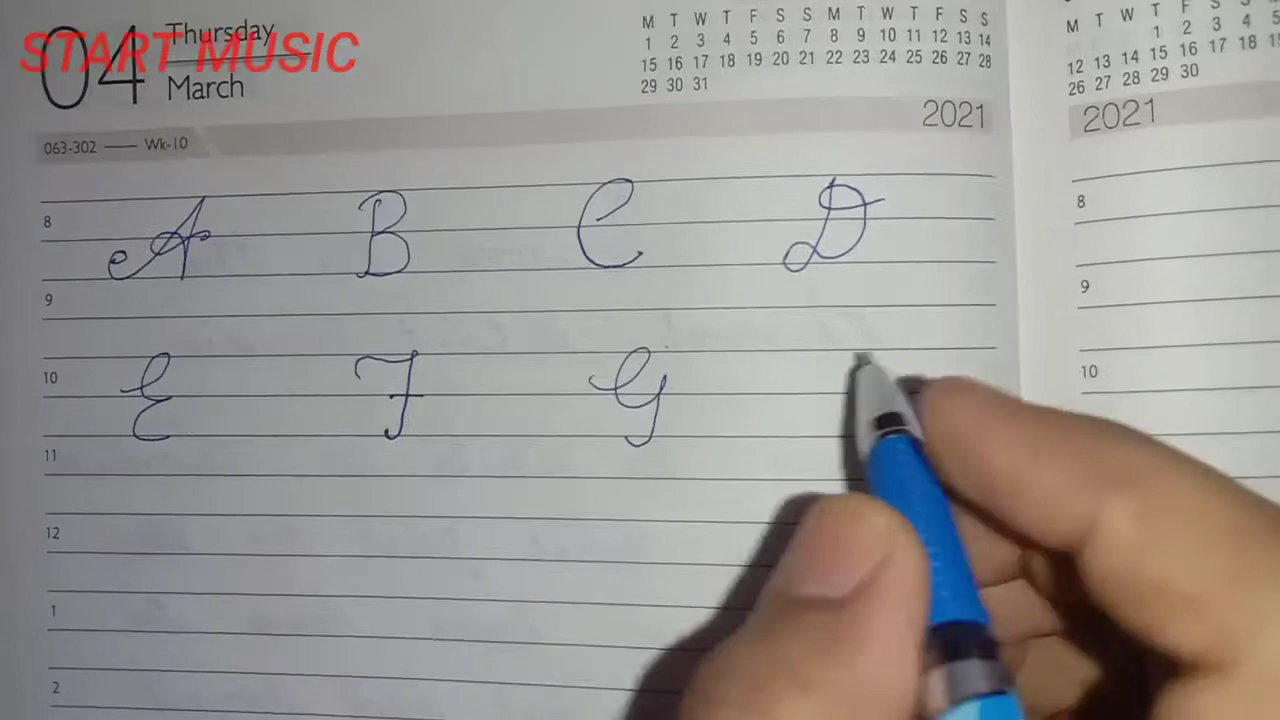 START MUSIC
04 Thursday
March
M T W T F S S M T W T F S S
1 2 3 4 5 6 7 8 9 10 11 12 13 14
15 16 17 18 19 20 21 22 23 24 25 26 27 28
29 30 31
2021
063-302 —— Wk-10
8
A B C D
9
10
E F G
11
12
1
2
M T W T F S S
1 2 3 4
12 13 14 15 16 17 18
26 27 28 29 30
2021
8
9
10